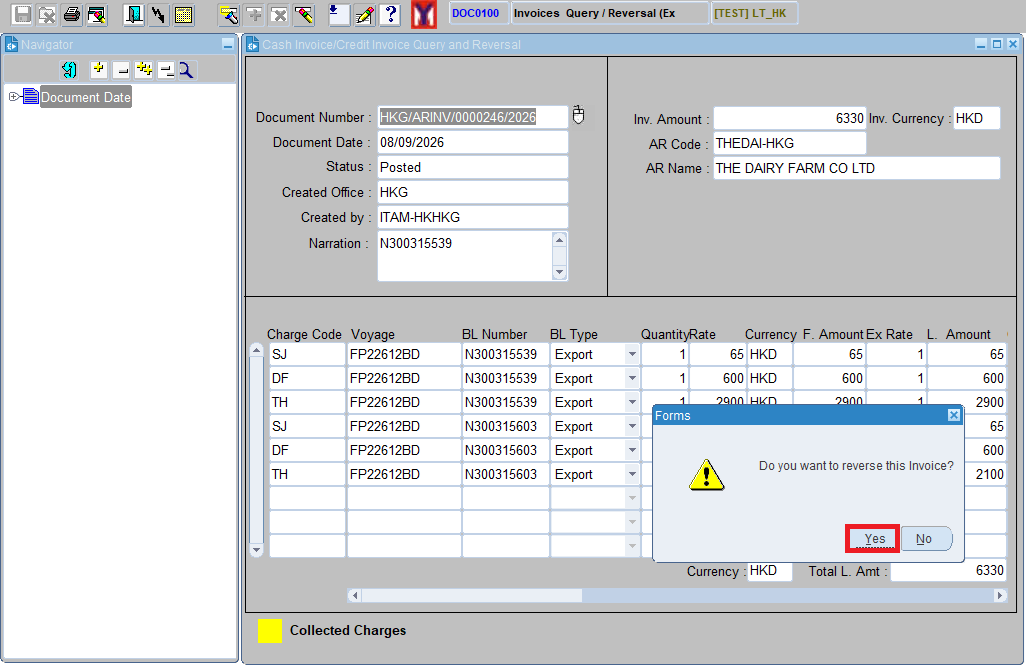 DOC0100 Invoices Query / Reversal (Ex [TEST] LT_HK
Navigator
Document Date
Cash Invoice/Credit Invoice Query and Reversal
Document Number : HKG/ARINV/0000246/2026
Document Date : 08/09/2026
Status : Posted
Created Office : HKG
Created by : ITAM-HKHKG
Narration : N300315539
Inv. Amount : 6330 Inv. Currency : HKD
AR Code : THEDAI-HKG
AR Name : THE DAIRY FARM CO LTD
Charge Code Voyage BL Number BL Type Quantity Rate Currency F. Amount Ex Rate L. Amount
SJ FP22612BD N300315539 Export 1 65 HKD 65 1 65
DF FP22612BD N300315539 Export 1 600 HKD 600 1 600
TH FP22612BD N300315539 Export 1 2900 HKD 2900 1 2900
SJ FP22612BD N300315603 Export 65
DF FP22612BD N300315603 Export 600
TH FP22612BD N300315603 Export 2100
Forms
Do you want to reverse this Invoice?
Yes No
Currency : HKD Total L. Amt : 6330
Collected Charges